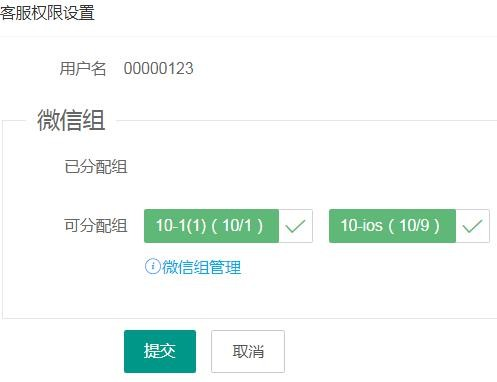 客服权限设置
用户名 00000123
微信组
已分配组
可分配组 10-1(1) ( 10/1 ) 10-ios ( 10/9 )
微信组管理
提交 取消